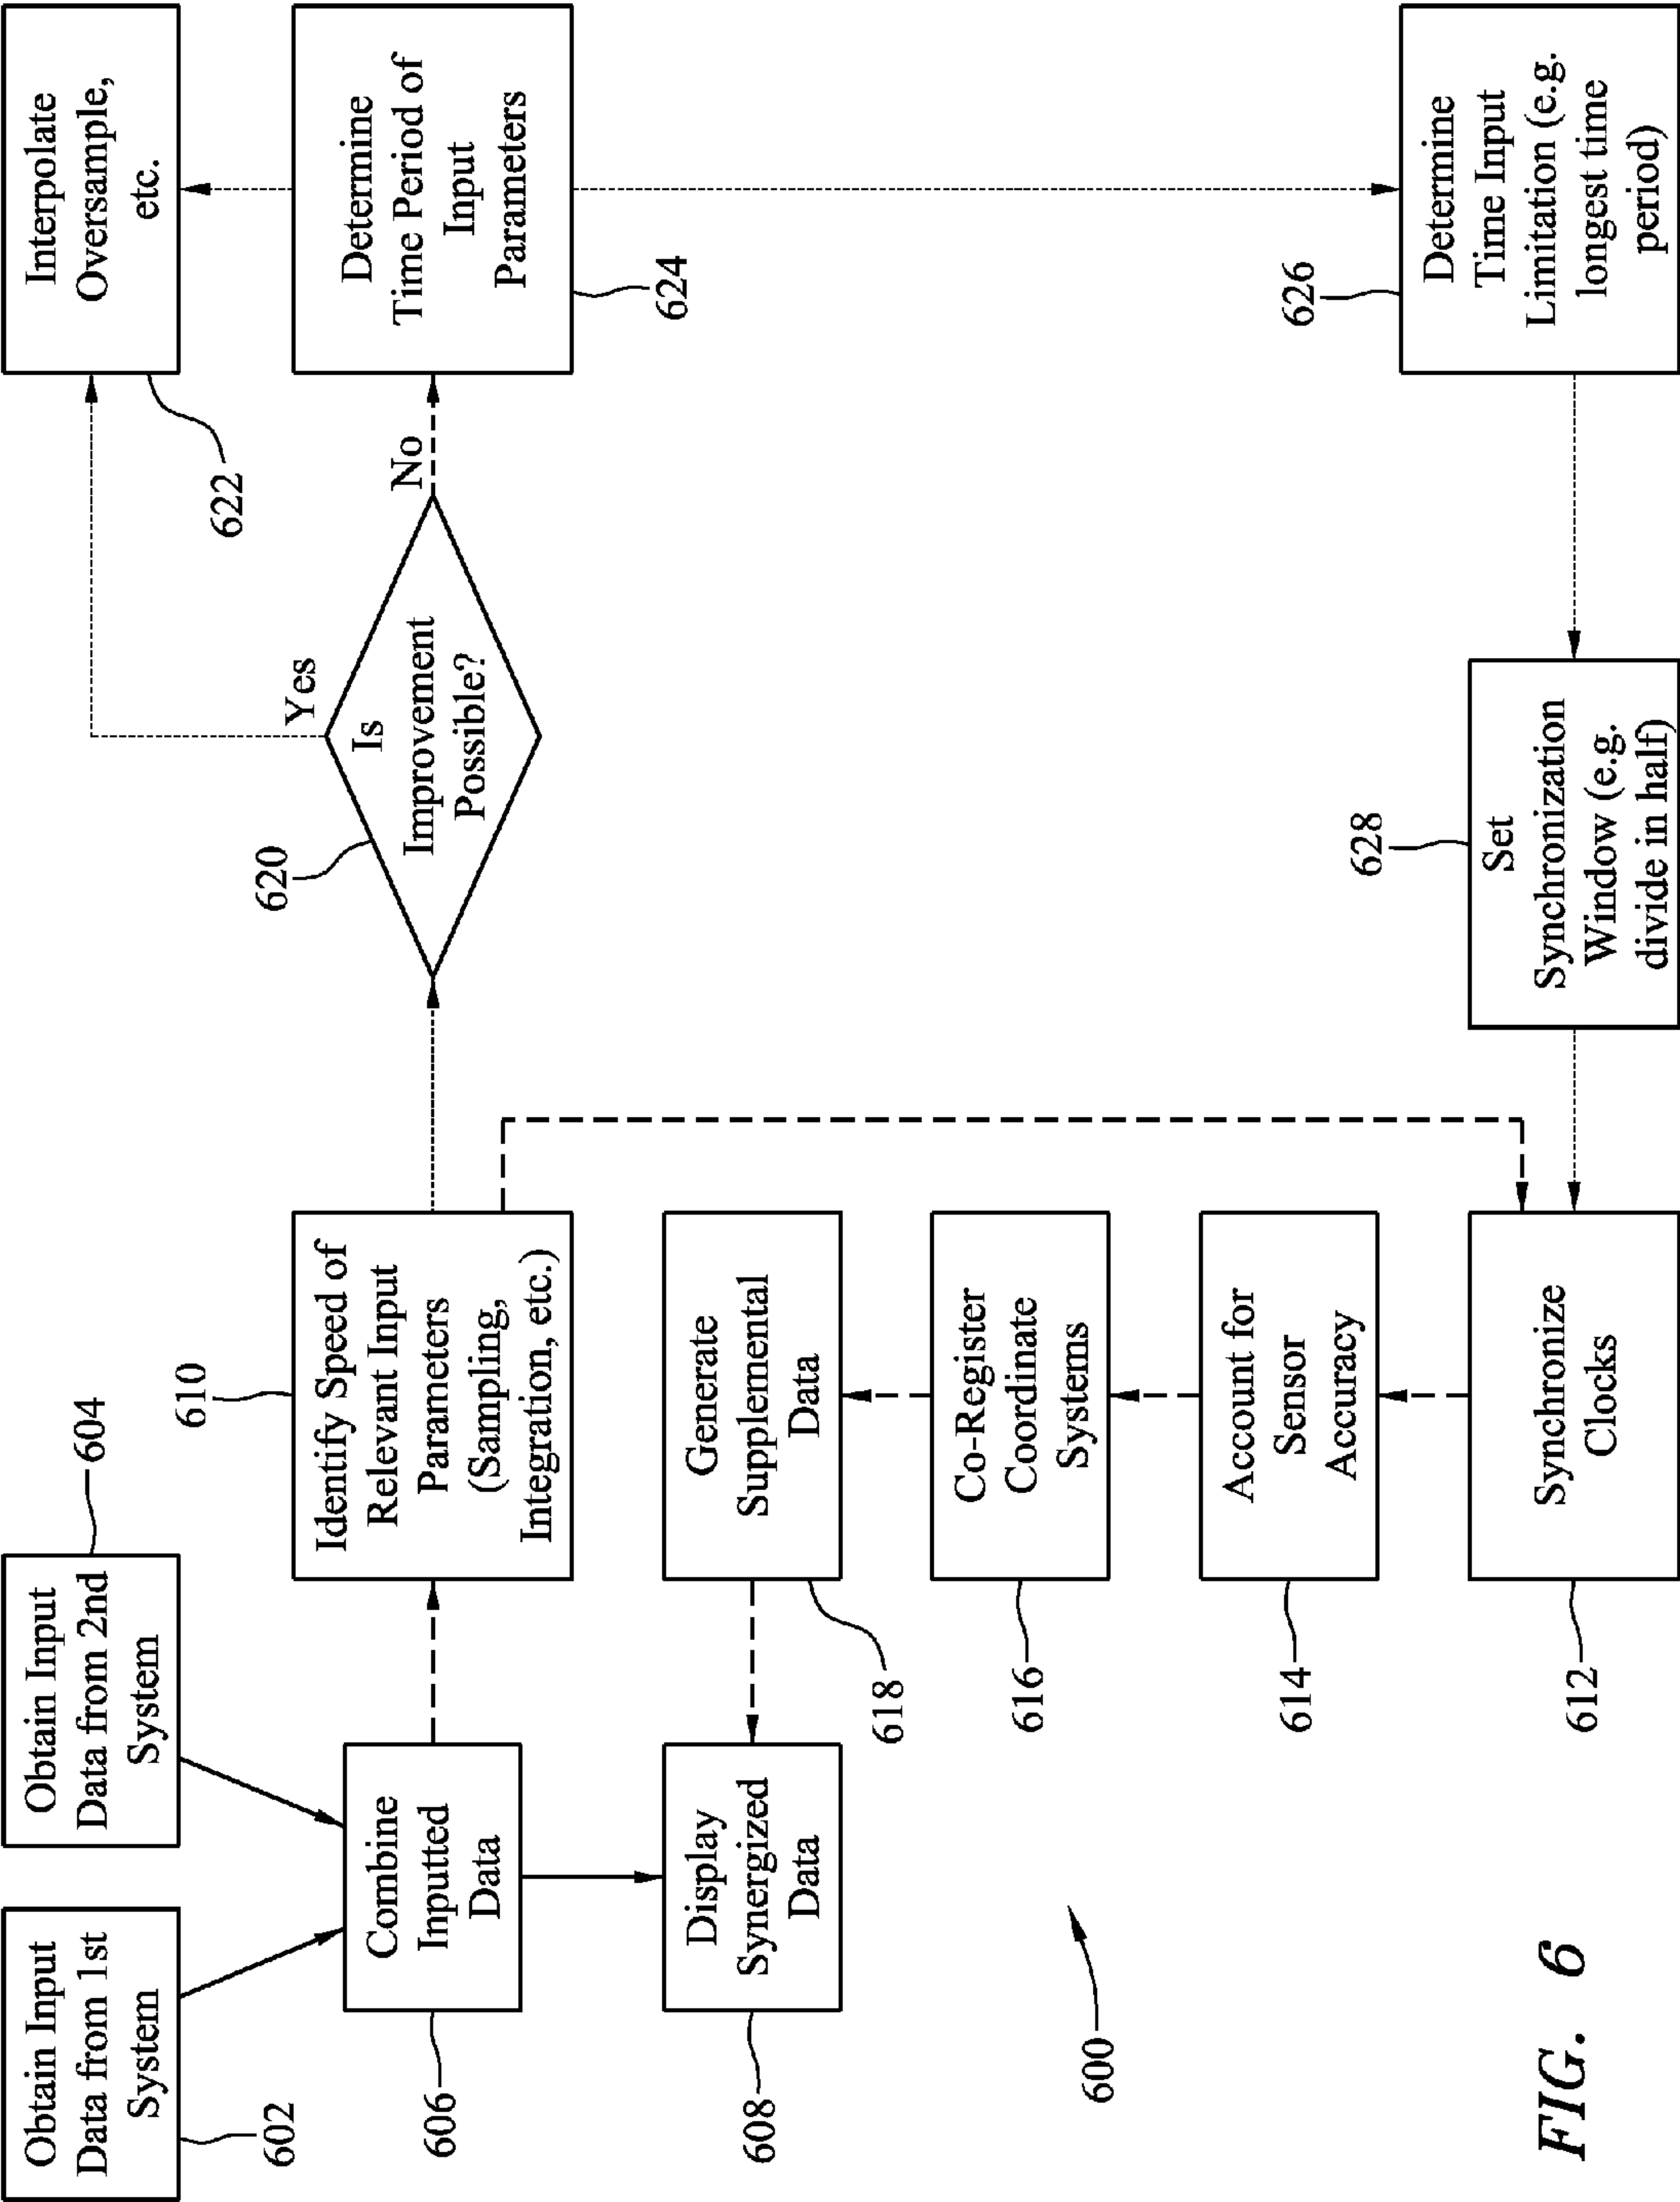 Obtain Input
Data from 1st
System
602
Obtain Input
Data from 2nd
System
604
Combine
Inputted
Data
606
Display
Synergized
Data
608
610
Identify Speed of
Relevant Input
Parameters
(Sampling,
Integration, etc.)
Generate
Supplemental
Data
618
Co-Register
Coordinate
Systems
616
Account for
Sensor
Accuracy
614
Synchronize
Clocks
612
620
Is
Improvement
Possible?
Yes
No
Interpolate
Oversample,
etc.
622
Determine
Time Period of
Input
Parameters
624
626
Determine
Time Input
Limitation (e.g.
longest time
period)
628
Set
Synchronization
Window (e.g.
divide in half)
600
FIG. 6